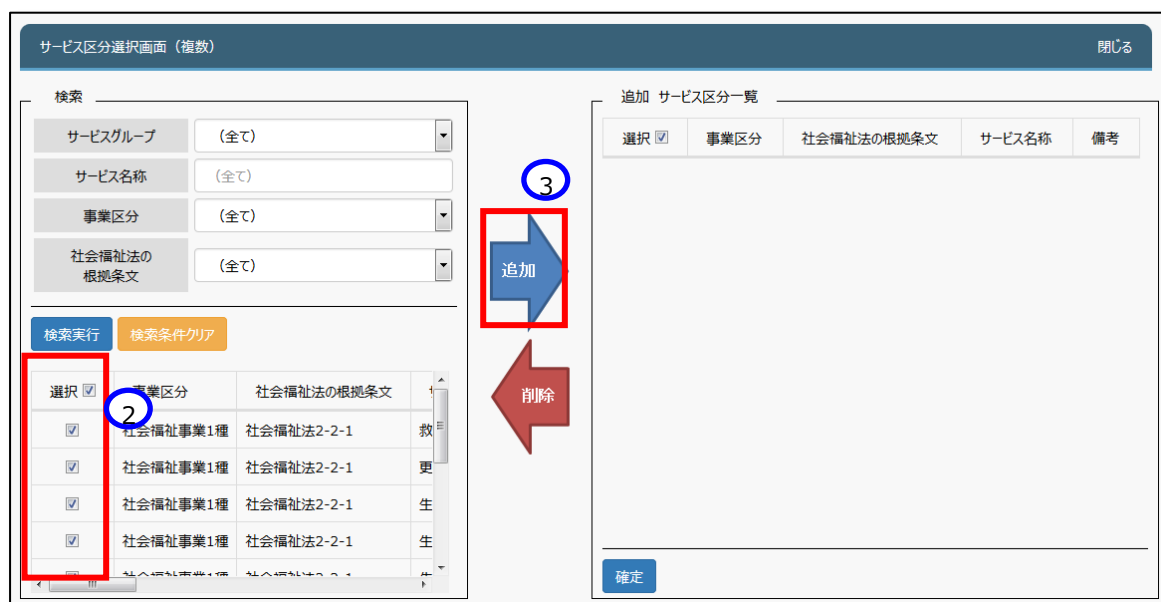 サービス区分選択画面（複数）
閉じる
検索
サービスグループ （全て）
サービス名称 （全て）
事業区分 （全て）
社会福祉法の
根拠条文
（全て）
検索実行 検索条件クリア
選択 事業区分 社会福祉法の根拠条文
2
社会福祉事業1種 社会福祉法2-2-1 救
社会福祉事業1種 社会福祉法2-2-1 更
社会福祉事業1種 社会福祉法2-2-1 生
社会福祉事業1種 社会福祉法2-2-1 生
3
追加
削除
追加 サービス区分一覧
選択 事業区分 社会福祉法の根拠条文 サービス名称 備考
確定